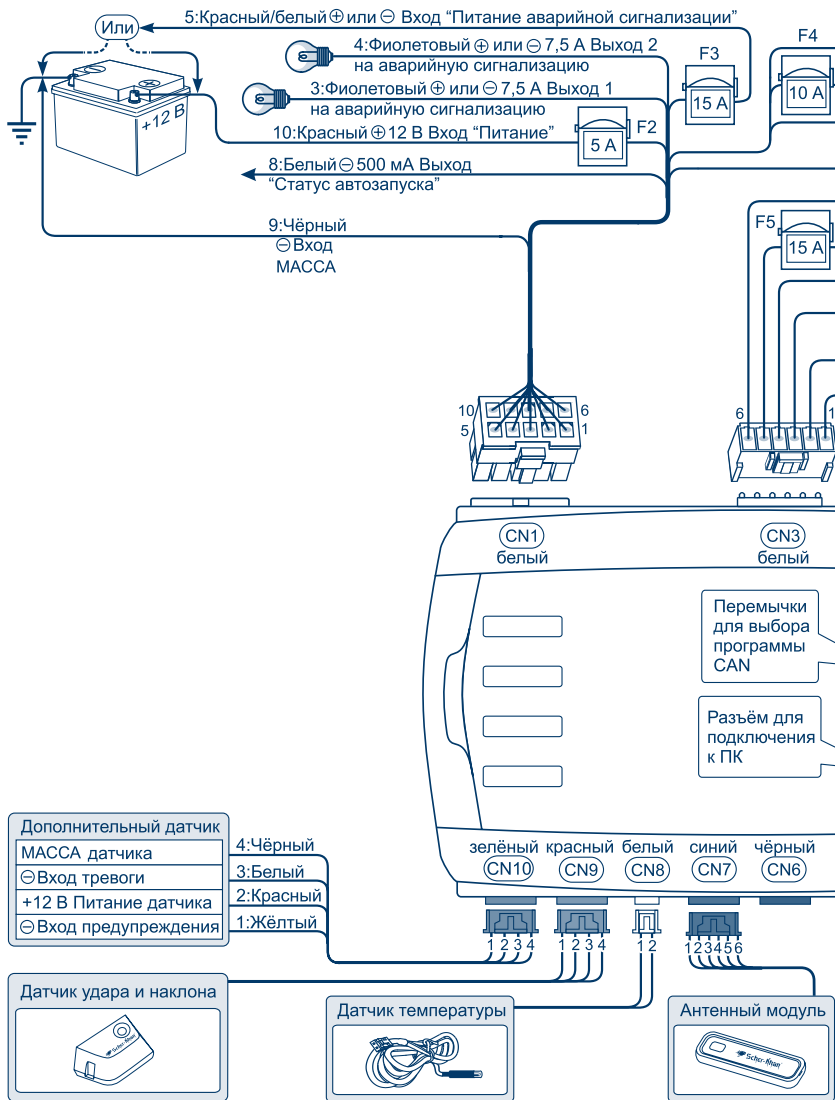 5:Красный/белый ⊕ или ⊖ Вход “Питание аварийной сигнализации”
Или
4:Фиолетовый ⊕ или ⊖ 7,5 А Выход 2
на аварийную сигнализацию
F3
F4
3:Фиолетовый ⊕ или ⊖ 7,5 А Выход 1
на аварийную сигнализацию
15 А
10 А
+12 В
10:Красный ⊕ 12 В Вход “Питание”
F2
5 А
8:Белый ⊖ 500 мА Выход
“Статус автозапуска”
9:Чёрный
⊖ Вход
МАССА
F5
15 А
10
6
5
1
6
1
CN1
белый
CN3
белый
Перемычки
для выбора
программы
CAN
Разъём для
подключения
к ПК
Дополнительный датчик
МАССА датчика
4:Чёрный
⊖ Вход тревоги
3:Белый
+12 В Питание датчика
2:Красный
⊖ Вход предупреждения
1:Жёлтый
зелёный красный белый синий чёрный
CN10 CN9 CN8 CN7 CN6
1 2 3 4
1 2 3 4
1 2
1 2 3 4 5 6
Датчик удара и наклона
Scher-Khan
Датчик температуры
Антенный модуль
Scher-Khan